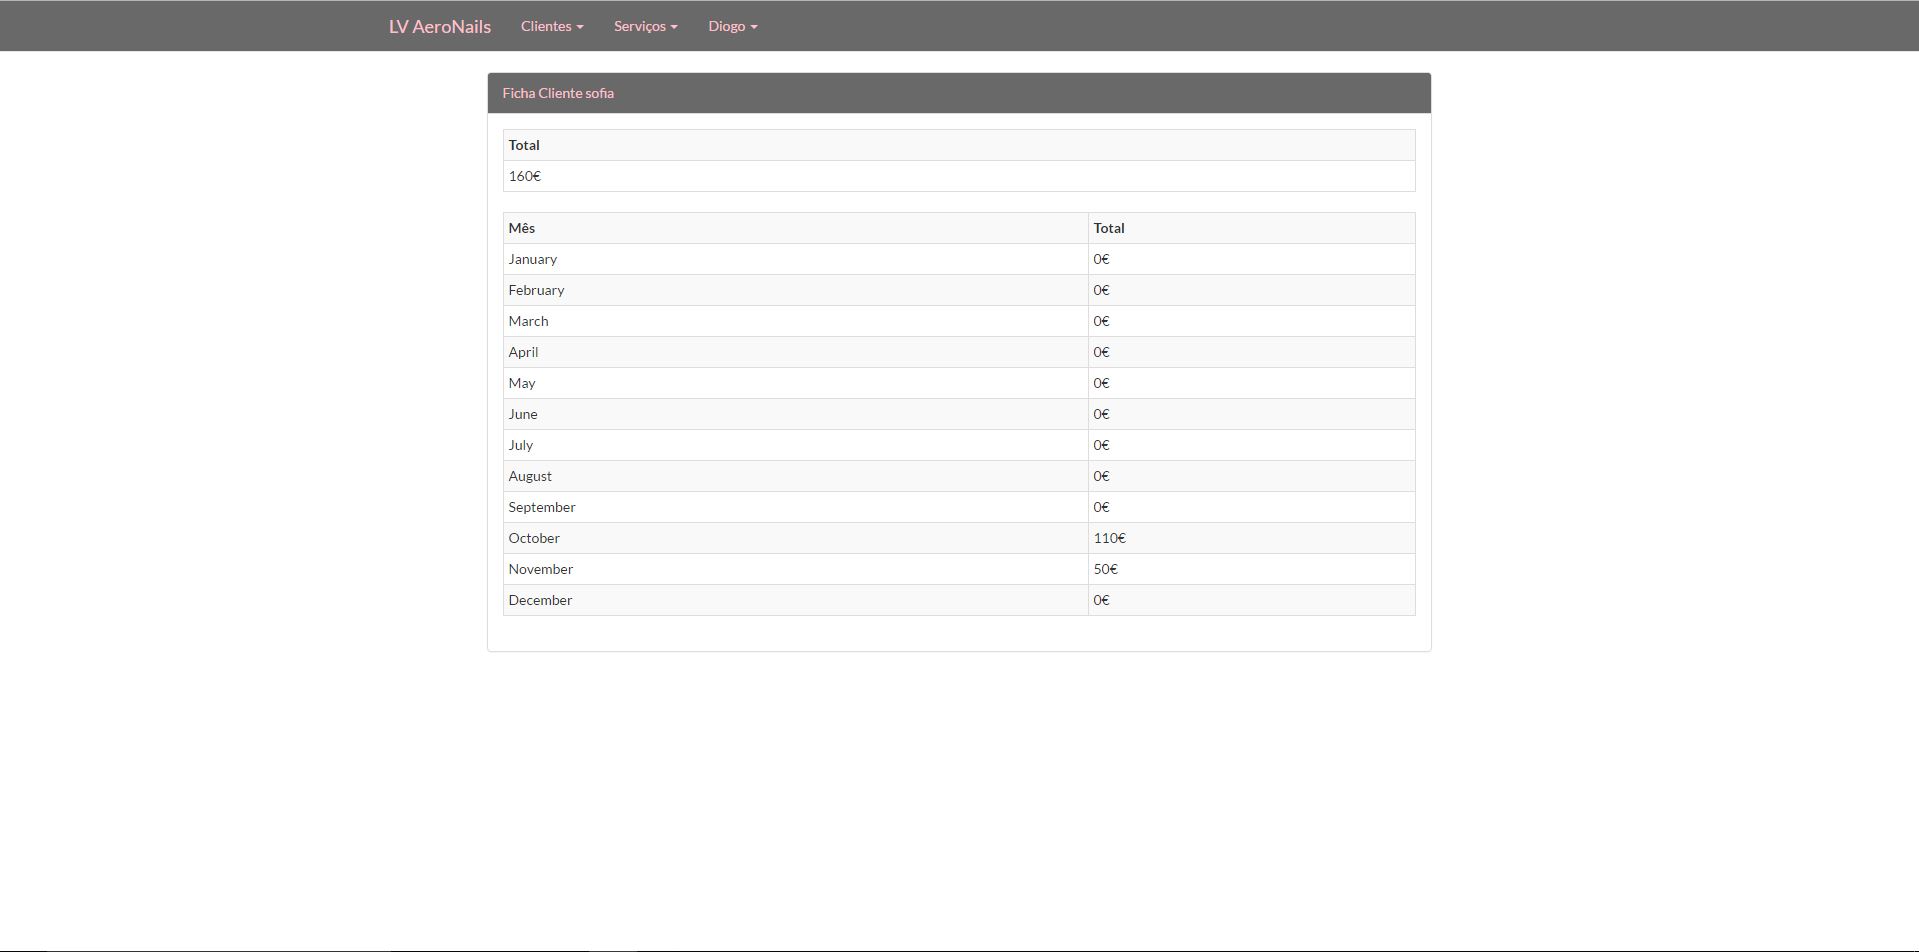 LV AeroNails Clientes Serviços Diogo
Ficha Cliente sofia
Total
160€
Mês Total
January 0€
February 0€
March 0€
April 0€
May 0€
June 0€
July 0€
August 0€
September 0€
October 110€
November 50€
December 0€